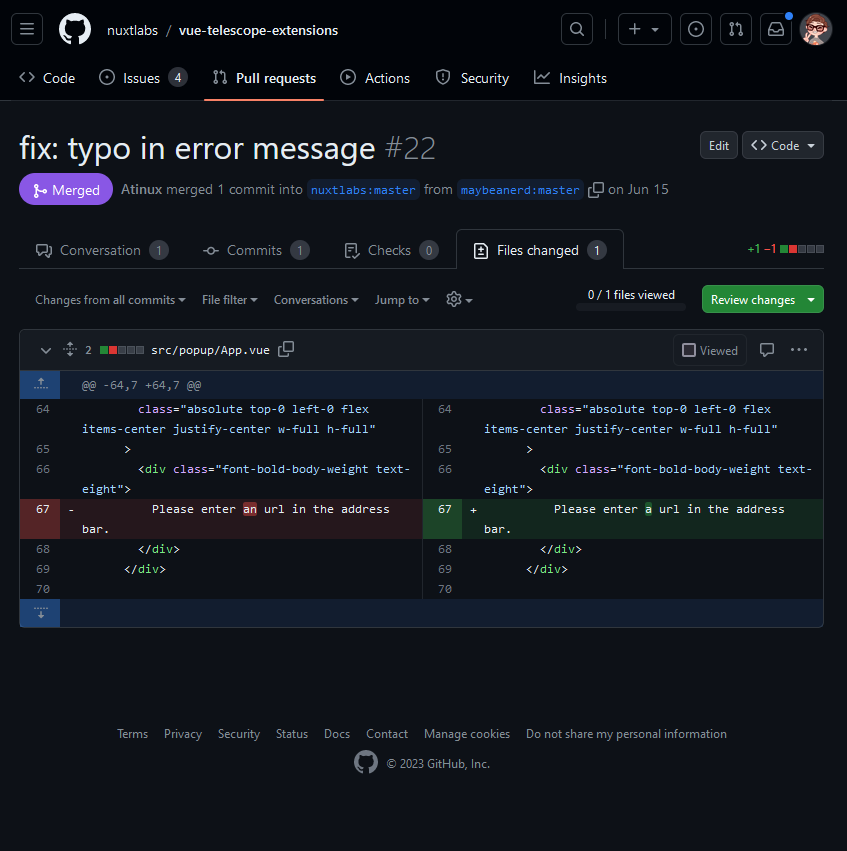 nuxtlabs / vue-telescope-extensions
Code Issues 4 Pull requests Actions Security Insights
fix: typo in error message #22
Edit <> Code
Merged Atinux merged 1 commit into nuxtlabs:master from maybeanerd:master on Jun 15
Conversation 1 Commits 1 Checks 0 Files changed 1 +1 −1
Changes from all commits File filter Conversations Jump to 0 / 1 files viewed Review changes
2 src/popup/App.vue Viewed
@@ -64,7 +64,7 @@
64 class="absolute top-0 left-0 flex
items-center justify-center w-full h-full"
65 >
66 <div class="font-bold-body-weight text-
eight">
67 - Please enter an url in the address
bar.
68 </div>
69 </div>
70
64 class="absolute top-0 left-0 flex
items-center justify-center w-full h-full"
65 >
66 <div class="font-bold-body-weight text-
eight">
67 + Please enter a url in the address
bar.
68 </div>
69 </div>
70
Terms Privacy Security Status Docs Contact Manage cookies Do not share my personal information
© 2023 GitHub, Inc.